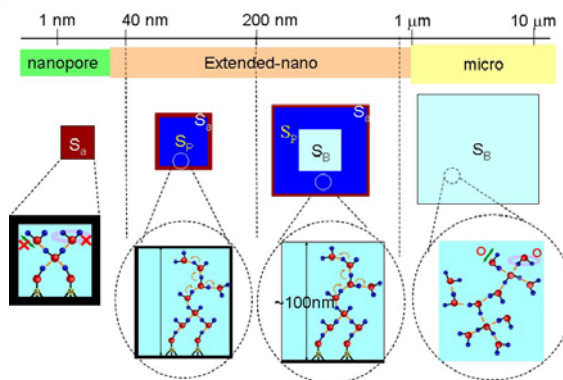 1 nm 40 nm 200 nm 1 μm 10 μm
nanopore Extended-nano micro
Sa
Sa
SP
Sa
SP
SB
SB
~100nm